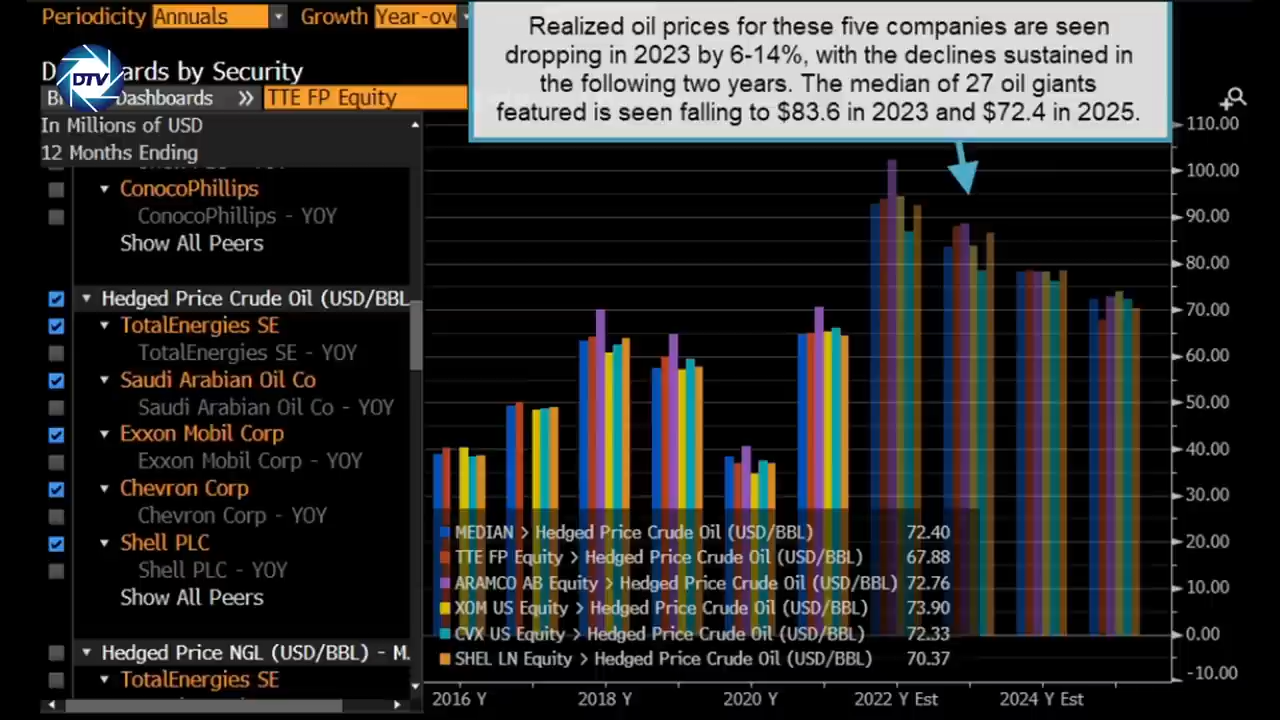 Periodicity Annuals Growth Year-ov
Realized oil prices for these five companies are seen
dropping in 2023 by 6-14%, with the declines sustained in
the following two years. The median of 27 oil giants
featured is seen falling to $83.6 in 2023 and $72.4 in 2025.
DTV
ards by Security
Dashboards >> TTE FP Equity
In Millions of USD
12 Months Ending
ConocoPhillips
ConocoPhillips - YOY
Show All Peers
Hedged Price Crude Oil (USD/BBL
TotalEnergies SE
TotalEnergies SE - YOY
Saudi Arabian Oil Co
Saudi Arabian Oil Co - YOY
Exxon Mobil Corp
Exxon Mobil Corp - YOY
Chevron Corp
Chevron Corp - YOY
Shell PLC
Shell PLC - YOY
Show All Peers
Hedged Price NGL (USD/BBL) - M.
TotalEnergies SE
110.00
100.00
90.00
80.00
70.00
60.00
50.00
40.00
30.00
20.00
10.00
0.00
-10.00
MEDIAN > Hedged Price Crude Oil (USD/BBL) 72.40
TTE FP Equity > Hedged Price Crude Oil (USD/BBL) 67.88
ARAMCO AB Equity > Hedged Price Crude Oil (USD/BBL) 72.76
XOM US Equity > Hedged Price Crude Oil (USD/BBL) 73.90
CVX US Equity > Hedged Price Crude Oil (USD/BBL) 72.33
SHEL LN Equity > Hedged Price Crude Oil (USD/BBL) 70.37
2016 Y 2018 Y 2020 Y 2022 Y Est 2024 Y Est